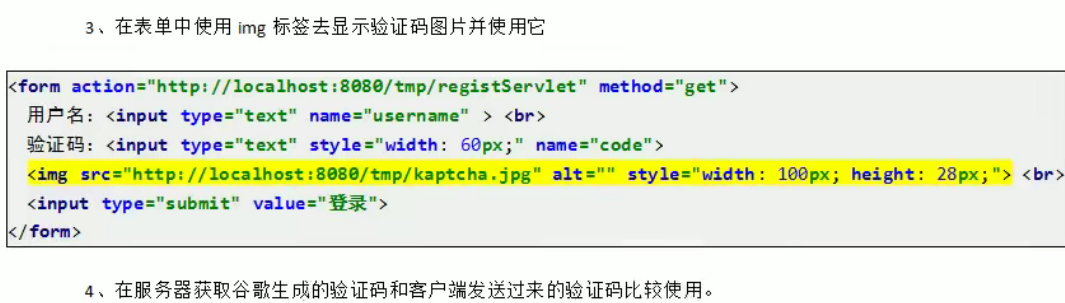 3、在表单中使用 img 标签去显示验证码图片并使用它
<form action="http://localhost:8080/tmp/registServlet" method="get">
用户名：<input type="text" name="username" > <br>
验证码：<input type="text" style="width: 60px;" name="code">
<img src="http://localhost:8080/tmp/kaptcha.jpg" alt="" style="width: 100px; height: 28px;"> <br>
<input type="submit" value="登录">
</form>
4、在服务器获取谷歌生成的验证码和客户端发送过来的验证码比较使用。